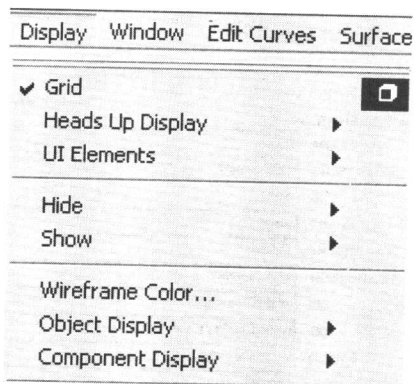 Display Window Edit Curves Surface
Grid
Heads Up Display
UI Elements
Hide
Show
Wireframe Color...
Object Display
Component Display